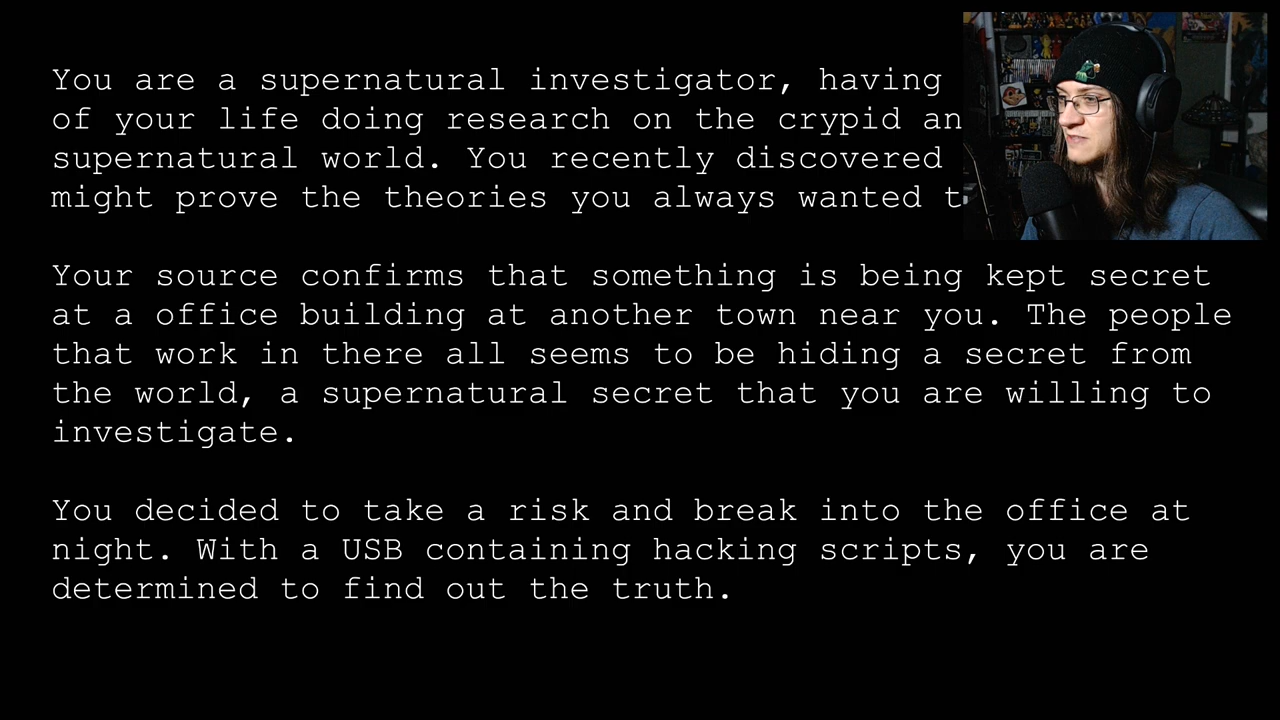 You are a supernatural investigator, having
of your life doing research on the crypid an
supernatural world. You recently discovered
might prove the theories you always wanted t
Your source confirms that something is being kept secret
at a office building at another town near you. The people
that work in there all seems to be hiding a secret from
the world, a supernatural secret that you are willing to
investigate.
You decided to take a risk and break into the office at
night. With a USB containing hacking scripts, you are
determined to find out the truth.